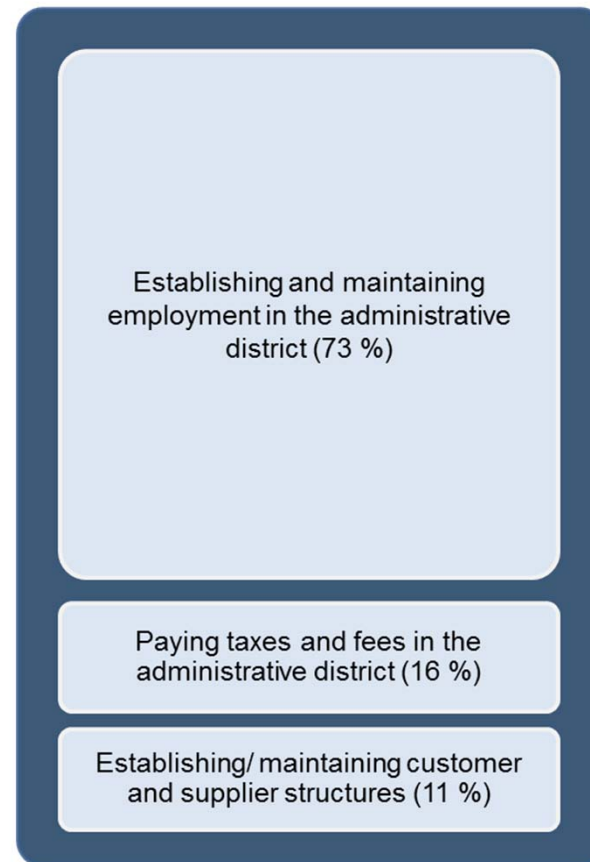 Establishing and maintaining
employment in the administrative
district (73 %)
Paying taxes and fees in the
administrative district (16 %)
Establishing/ maintaining customer
and supplier structures (11 %)